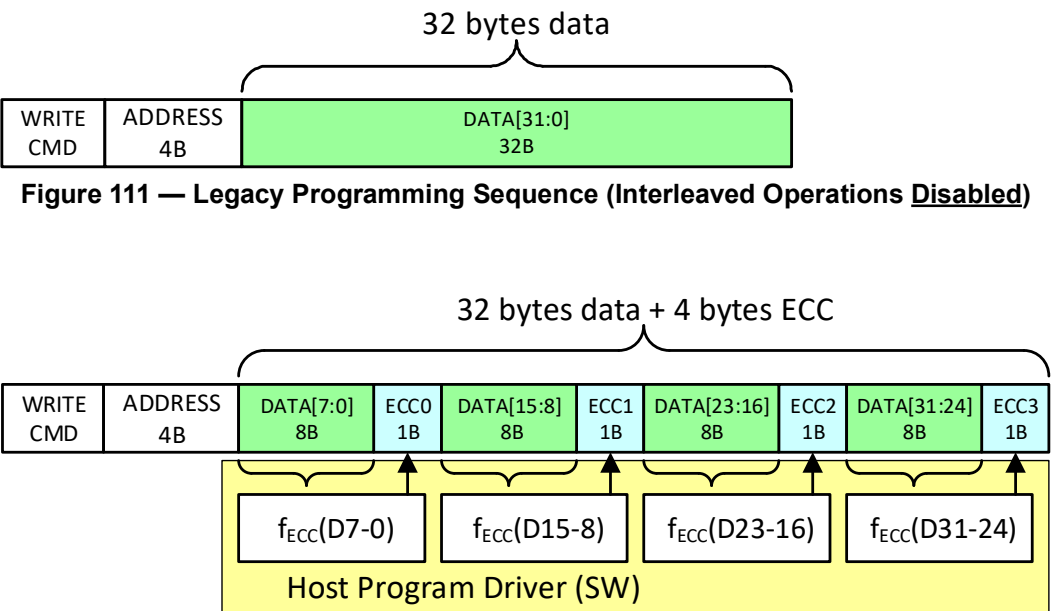 32 bytes data
WRITE CMD
ADDRESS 4B
DATA[31:0]
32B
Figure 111 — Legacy Programming Sequence (Interleaved Operations Disabled)
32 bytes data + 4 bytes ECC
WRITE CMD
ADDRESS 4B
DATA[7:0] 8B
ECC0 1B
DATA[15:8] 8B
ECC1 1B
DATA[23:16] 8B
ECC2 1B
DATA[31:24] 8B
ECC3 1B
fECC(D7-0)
fECC(D15-8)
fECC(D23-16)
fECC(D31-24)
Host Program Driver (SW)